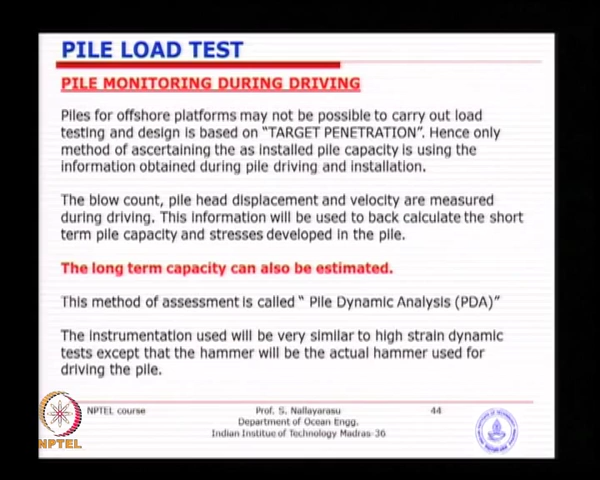 PILE LOAD TEST
PILE MONITORING DURING DRIVING
Piles for offshore platforms may not be possible to carry out load
testing and design is based on “TARGET PENETRATION”. Hence only
method of ascertaining the as installed pile capacity is using the
information obtained during pile driving and installation.
The blow count, pile head displacement and velocity are measured
during driving. This information will be used to back calculate the short
term pile capacity and stresses developed in the pile.
The long term capacity can also be estimated.
This method of assessment is called “ Pile Dynamic Analysis (PDA)”
The instrumentation used will be very similar to high strain dynamic
tests except that the hammer will be the actual hammer used for
driving the pile.
NPTEL course
Prof. S. Nallayarasu
Department of Ocean Engg.
Indian Institue of Technology Madras-36
44
NPTEL